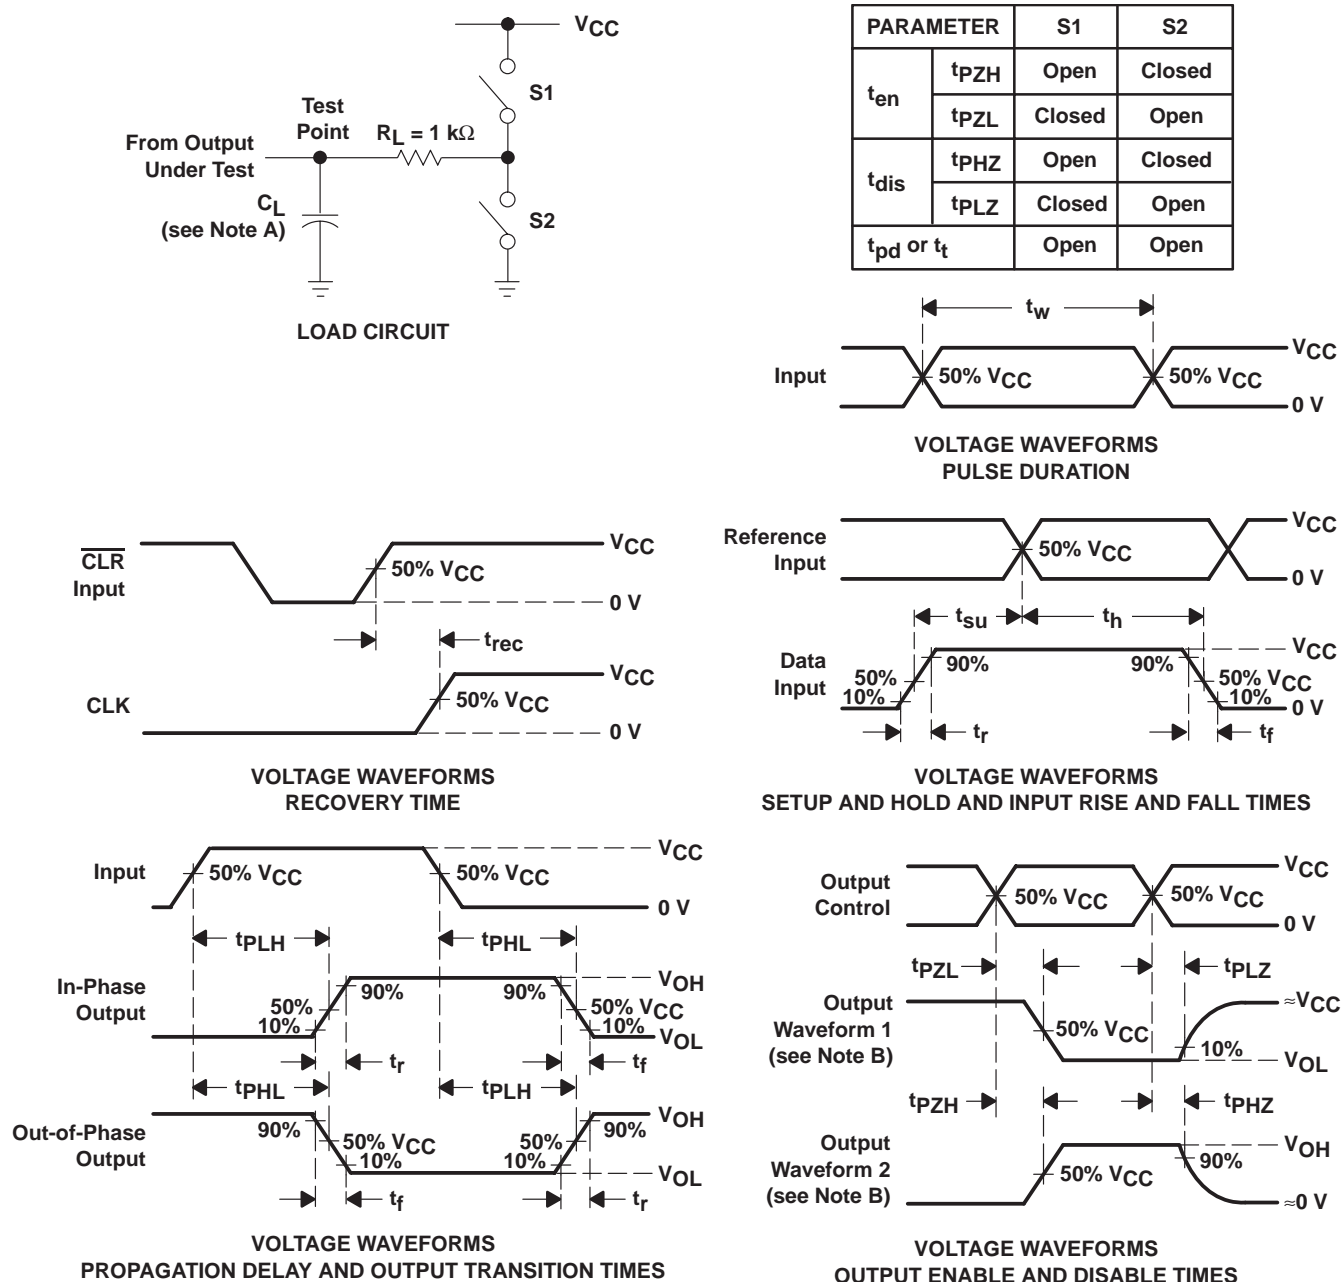 VCC
S1
Test
Point
RL = 1 kΩ
From Output
Under Test
CL
(see Note A)
S2
LOAD CIRCUIT
PARAMETER S1 S2
ten tPZH Open Closed
tPZL Closed Open
tdis tPHZ Open Closed
tPLZ Closed Open
tpd or tt Open Open
tw
Input 50% VCC 50% VCC VCC
0 V
VOLTAGE WAVEFORMS
PULSE DURATION
CLR
Input
50% VCC
VCC
0 V
trec
CLK
50% VCC
VCC
0 V
VOLTAGE WAVEFORMS
RECOVERY TIME
Reference
Input
50% VCC
VCC
0 V
tsu th
Data
Input
50%
10%
90% 90%
VCC
50% VCC
10%
0 V
tr tf
VOLTAGE WAVEFORMS
SETUP AND HOLD AND INPUT RISE AND FALL TIMES
Input 50% VCC 50% VCC VCC
0 V
tPLH tPHL
In-Phase
Output
50%
10%
90% 90%
VOH
50% VCC
10%
VOL
tr tf
tPHL tPLH
Out-of-Phase
Output
90%
50% VCC
10%
50%
10%
90%
VOH
VOL
tf tr
VOLTAGE WAVEFORMS
PROPAGATION DELAY AND OUTPUT TRANSITION TIMES
Output
Control
50% VCC 50% VCC
VCC
0 V
tPZL tPLZ
Output
Waveform 1
(see Note B)
50% VCC
10%
≈VCC
VOL
tPZH tPHZ
Output
Waveform 2
(see Note B)
50% VCC
90%
VOH
≈0 V
VOLTAGE WAVEFORMS
OUTPUT ENABLE AND DISABLE TIMES